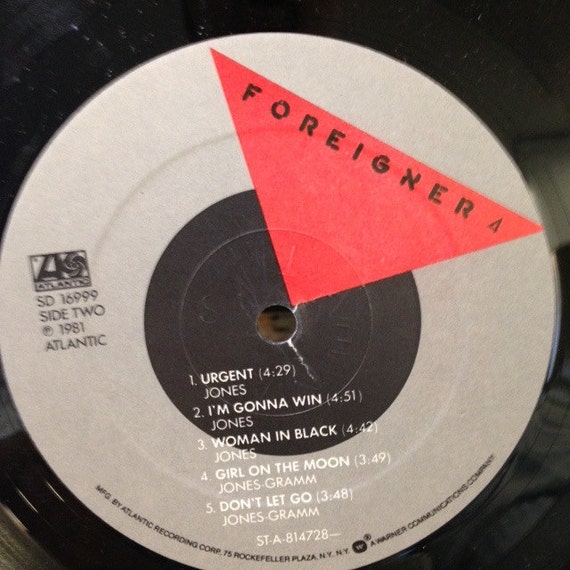 FOREIGNER 4
ATLANTIC
SD 16999
SIDE TWO
℗ 1981
ATLANTIC
1. URGENT (4:29)
JONES
2. I'M GONNA WIN (4:51)
JONES
3. WOMAN IN BLACK (4:42)
JONES
4. GIRL ON THE MOON (3:49)
JONES-GRAMM
5. DON'T LET GO (3:48)
JONES-GRAMM
ST-A-814728—
MFG. BY ATLANTIC RECORDING CORP. 75 ROCKEFELLER PLAZA, N.Y. N.Y. A WARNER COMMUNICATIONS COMPANY